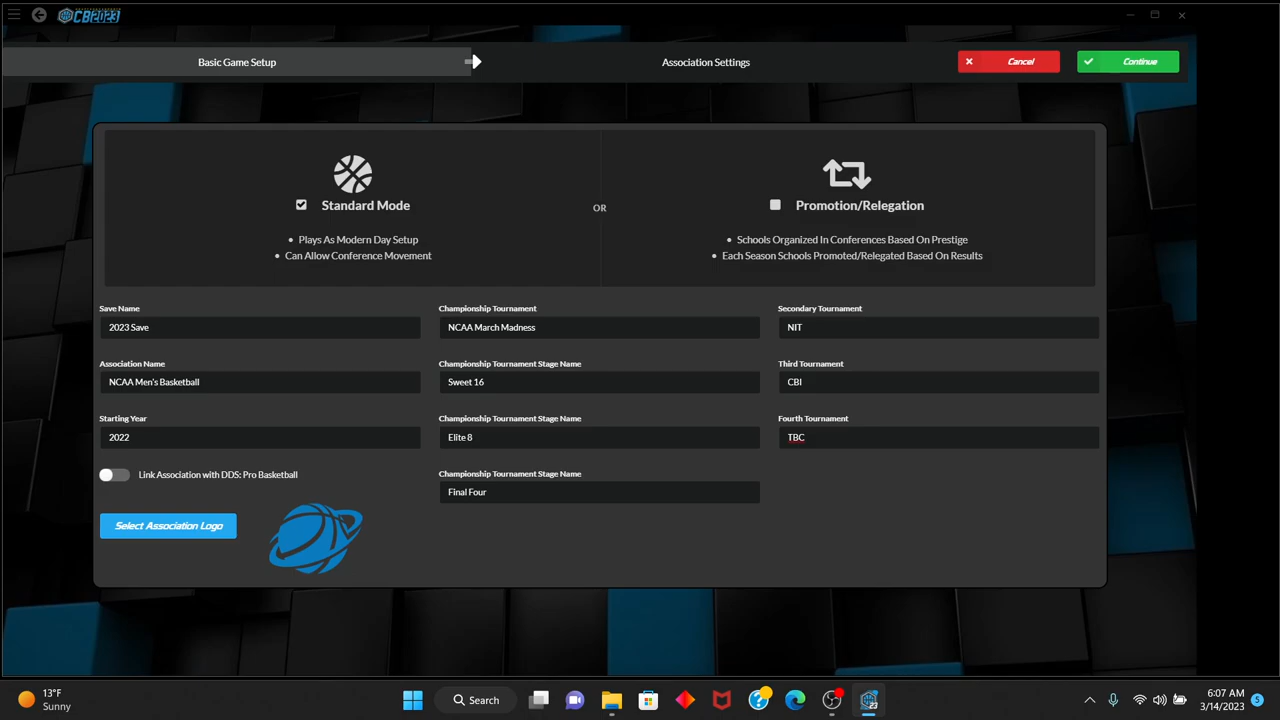 CB2023
Basic Game Setup
Association Settings
Cancel
Continue
Standard Mode
Plays As Modern Day Setup
Can Allow Conference Movement
OR
Promotion/Relegation
Schools Organized In Conferences Based On Prestige
Each Season Schools Promoted/Relegated Based On Results
Save Name
2023 Save
Championship Tournament
NCAA March Madness
Secondary Tournament
NIT
Association Name
NCAA Men's Basketball
Championship Tournament Stage Name
Sweet 16
Third Tournament
CBI
Starting Year
2022
Championship Tournament Stage Name
Elite 8
Fourth Tournament
TBC
Link Association with DDS: Pro Basketball
Championship Tournament Stage Name
Final Four
Select Association Logo
13°F
Sunny
Search
23
6:07 AM
3/14/2023
5